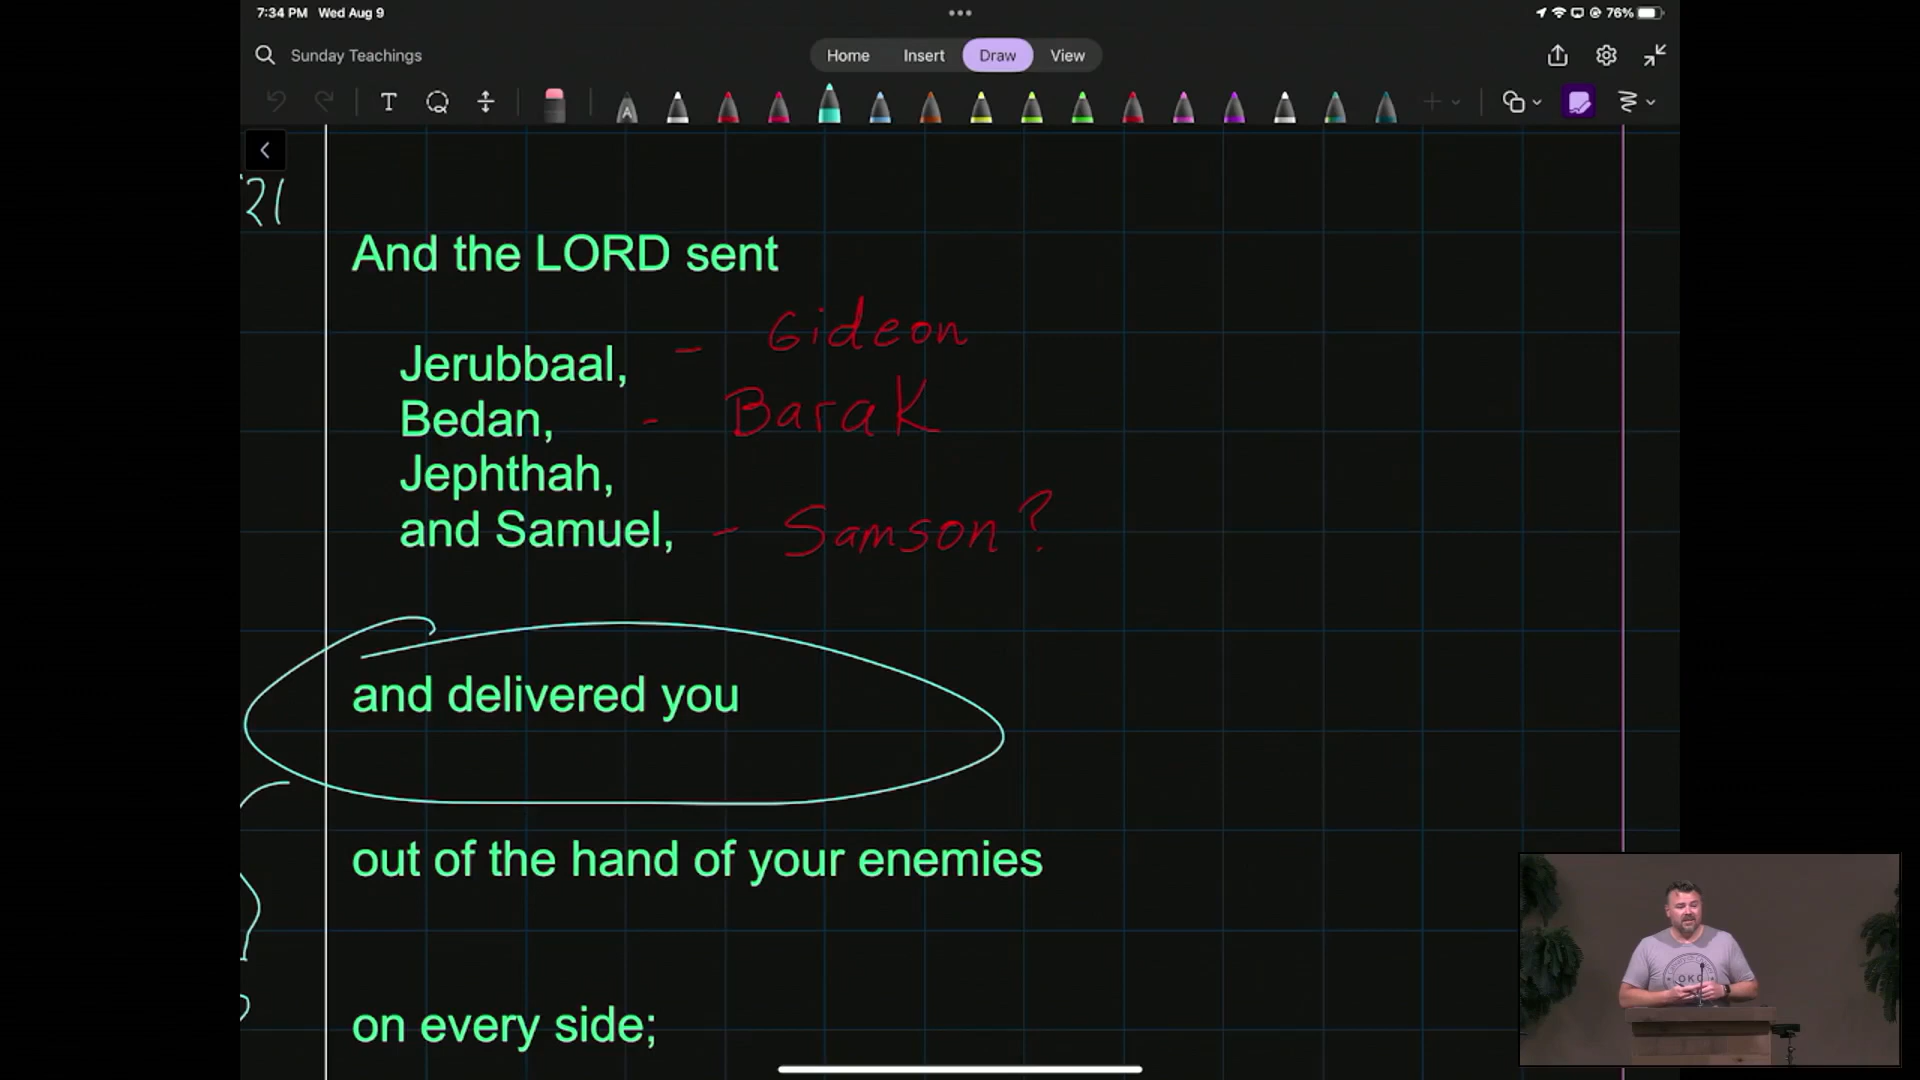 7:34 PM Wed Aug 9
76%
Sunday Teachings
Home Insert Draw View
T
A
21
And the LORD sent
Jerubbaal, - Gideon
Bedan, - Barak
Jephthah,
and Samuel, - Samson?
and delivered you
out of the hand of your enemies
on every side;
OKC